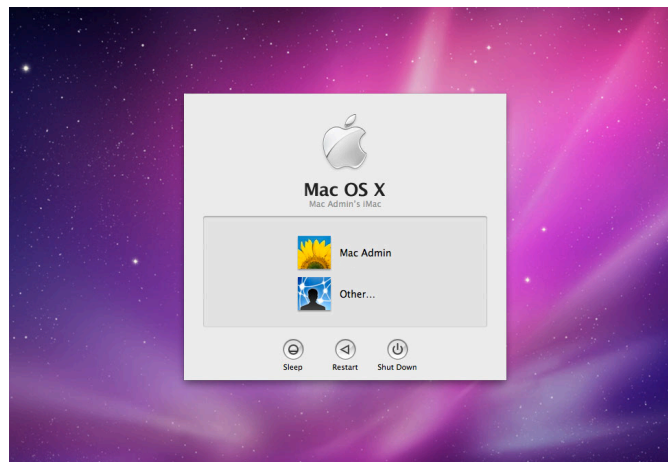 Mac OS X
Mac Admin's iMac
Mac Admin
Other...
Sleep Restart Shut Down